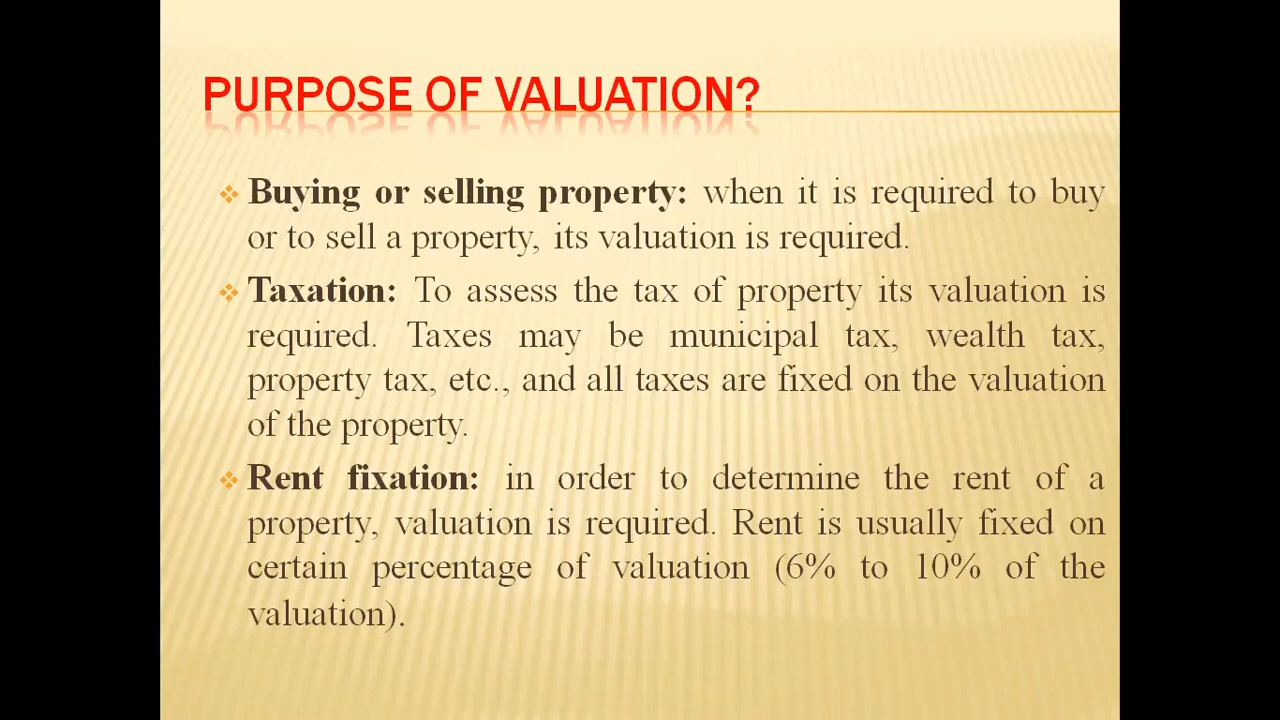 PURPOSE OF VALUATION?
Buying or selling property: when it is required to buy
or to sell a property, its valuation is required.
Taxation: To assess the tax of property its valuation is
required. Taxes may be municipal tax, wealth tax,
property tax, etc., and all taxes are fixed on the valuation
of the property.
Rent fixation: in order to determine the rent of a
property, valuation is required. Rent is usually fixed on
certain percentage of valuation (6% to 10% of the
valuation).